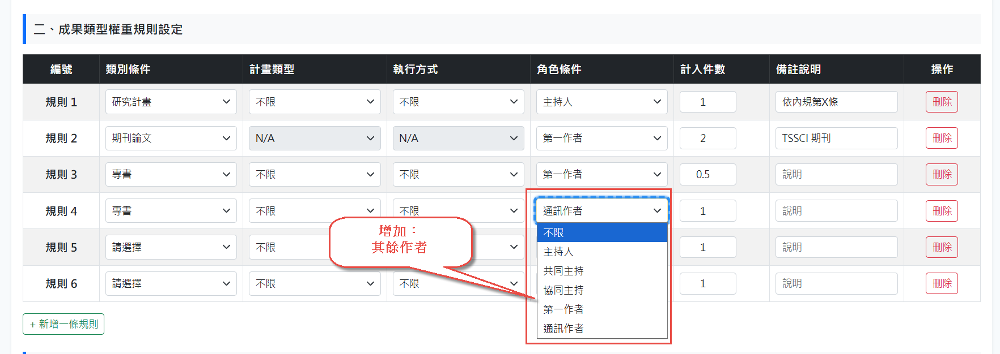 二、成果類型權重規則設定
編號 類別條件 計畫類型 執行方式 角色條件 計入件數 備註說明 操作
規則 1 研究計畫 不限 不限 主持人 1 依內規第X條 刪除
規則 2 期刊論文 N/A N/A 第一作者 2 TSSCI 期刊 刪除
規則 3 專書 不限 不限 第一作者 0.5 說明 刪除
規則 4 專書 不限 不限 通訊作者 1 說明 刪除
規則 5 請選擇 不限 1 說明 刪除
規則 6 請選擇 不限 不限 1 說明 刪除
增加：
其餘作者
不限
主持人
共同主持
協同主持
第一作者
通訊作者
+ 新增一條規則